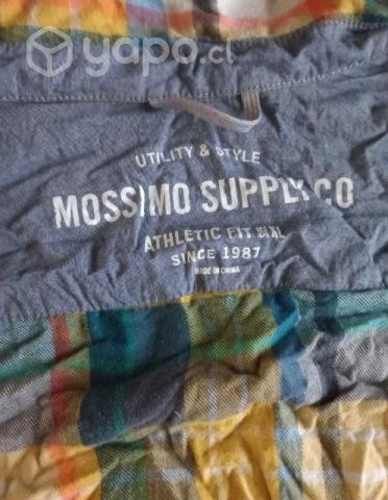 yapo.cl
UTILITY & STYLE
MOSSIMO SUPPLY CO
ATHLETIC FIT
SINCE 1987
MADE IN CHINA